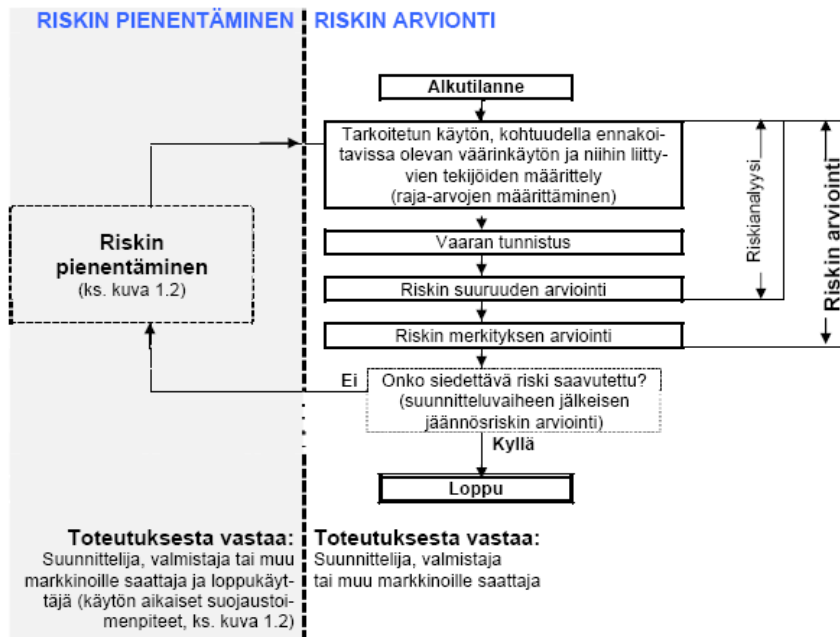 RISKIN PIENENTÄMINEN
RISKIN ARVIONTI
Alkutilanne
Tarkoitetun käytön, kohtuudella ennakoi-
tavissa olevan väärinkäytön ja niihin liitty-
vien tekijöiden määrittely
(raja-arvojen määrittäminen)
Vaaran tunnistus
Riskin suuruuden arviointi
Riskin merkityksen arviointi
Riskianalyysi
Riskin arviointi
Riskin
pienentäminen
(ks. kuva 1.2)
Ei
Onko siedettävä riski saavutettu?
(suunnitteluvaiheen jälkeisen
jäännösriskin arviointi)
Kyllä
Loppu
Toteutuksesta vastaa:
Suunnittelija, valmistaja tai muu
markkinoille saattaja ja loppukäyt-
täjä (käytön aikaiset suojaustoi-
menpiteet, ks. kuva 1.2)
Toteutuksesta vastaa:
Suunnittelija, valmistaja
tai muu markkinoille saattaja